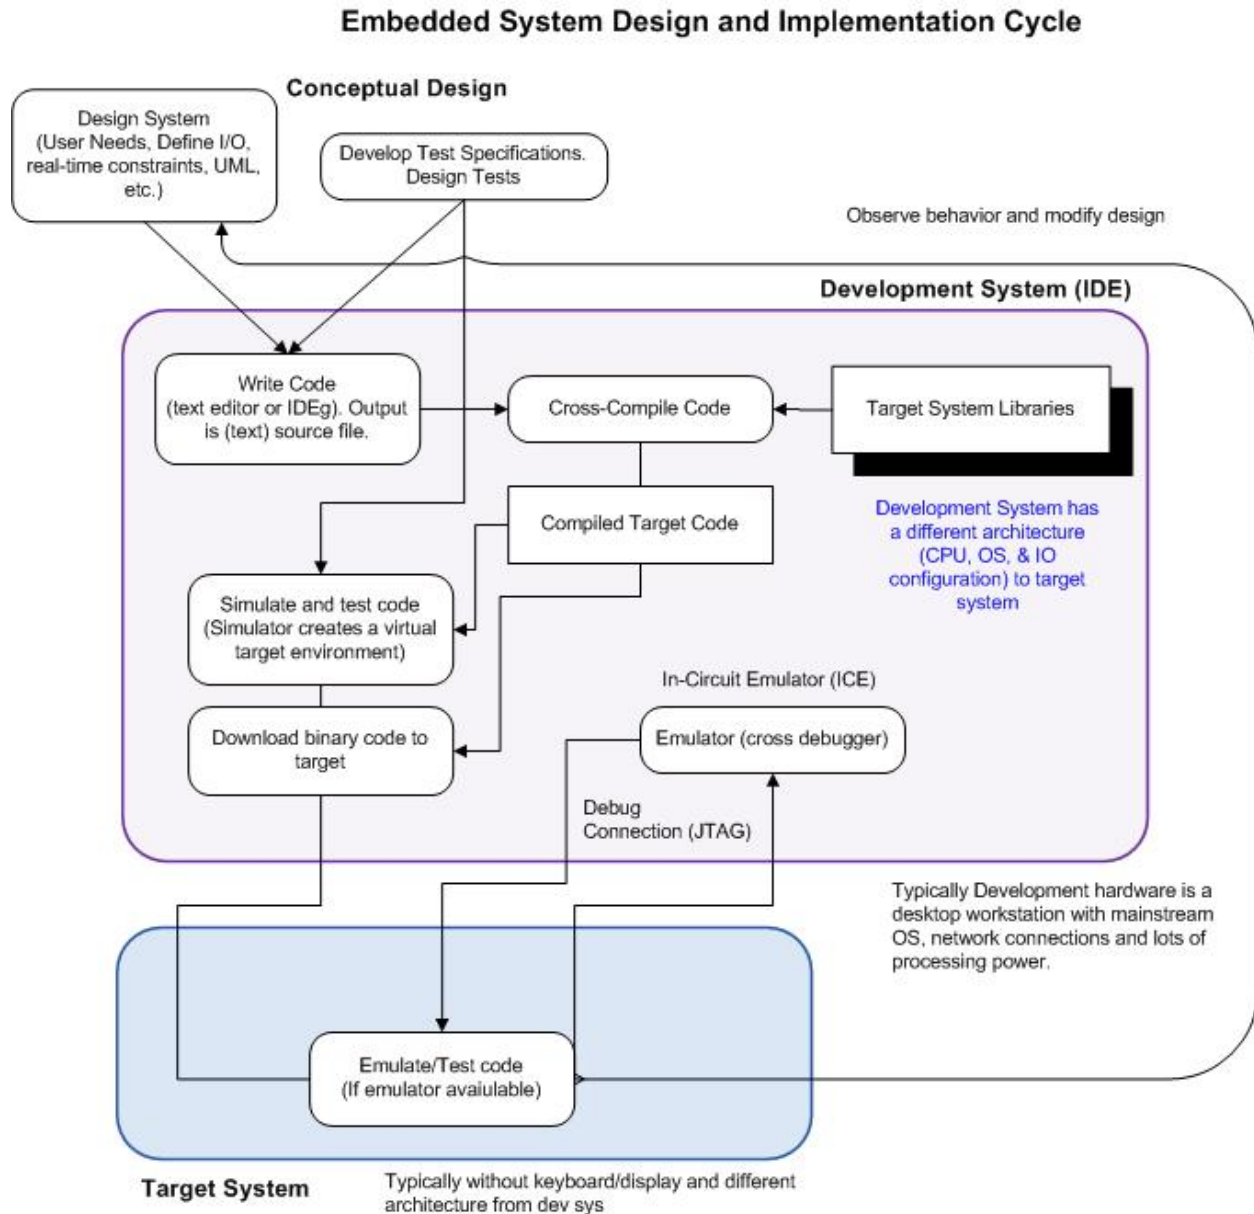 Embedded System Design and Implementation Cycle
Conceptual Design
Design System
(User Needs, Define I/O,
real-time constraints, UML,
etc.)
Develop Test Specifications.
Design Tests
Observe behavior and modify design
Development System (IDE)
Write Code
(text editor or IDEg). Output
is (text) source file.
Cross-Compile Code
Target System Libraries
Compiled Target Code
Development System has
a different architecture
(CPU, OS, & IO
configuration) to target
system
Simulate and test code
(Simulator creates a virtual
target environment)
In-Circuit Emulator (ICE)
Download binary code to
target
Emulator (cross debugger)
Debug
Connection (JTAG)
Typically Development hardware is a
desktop workstation with mainstream
OS, network connections and lots of
processing power.
Emulate/Test code
(If emulator avaiulable)
Target System
Typically without keyboard/display and different
architecture from dev sys